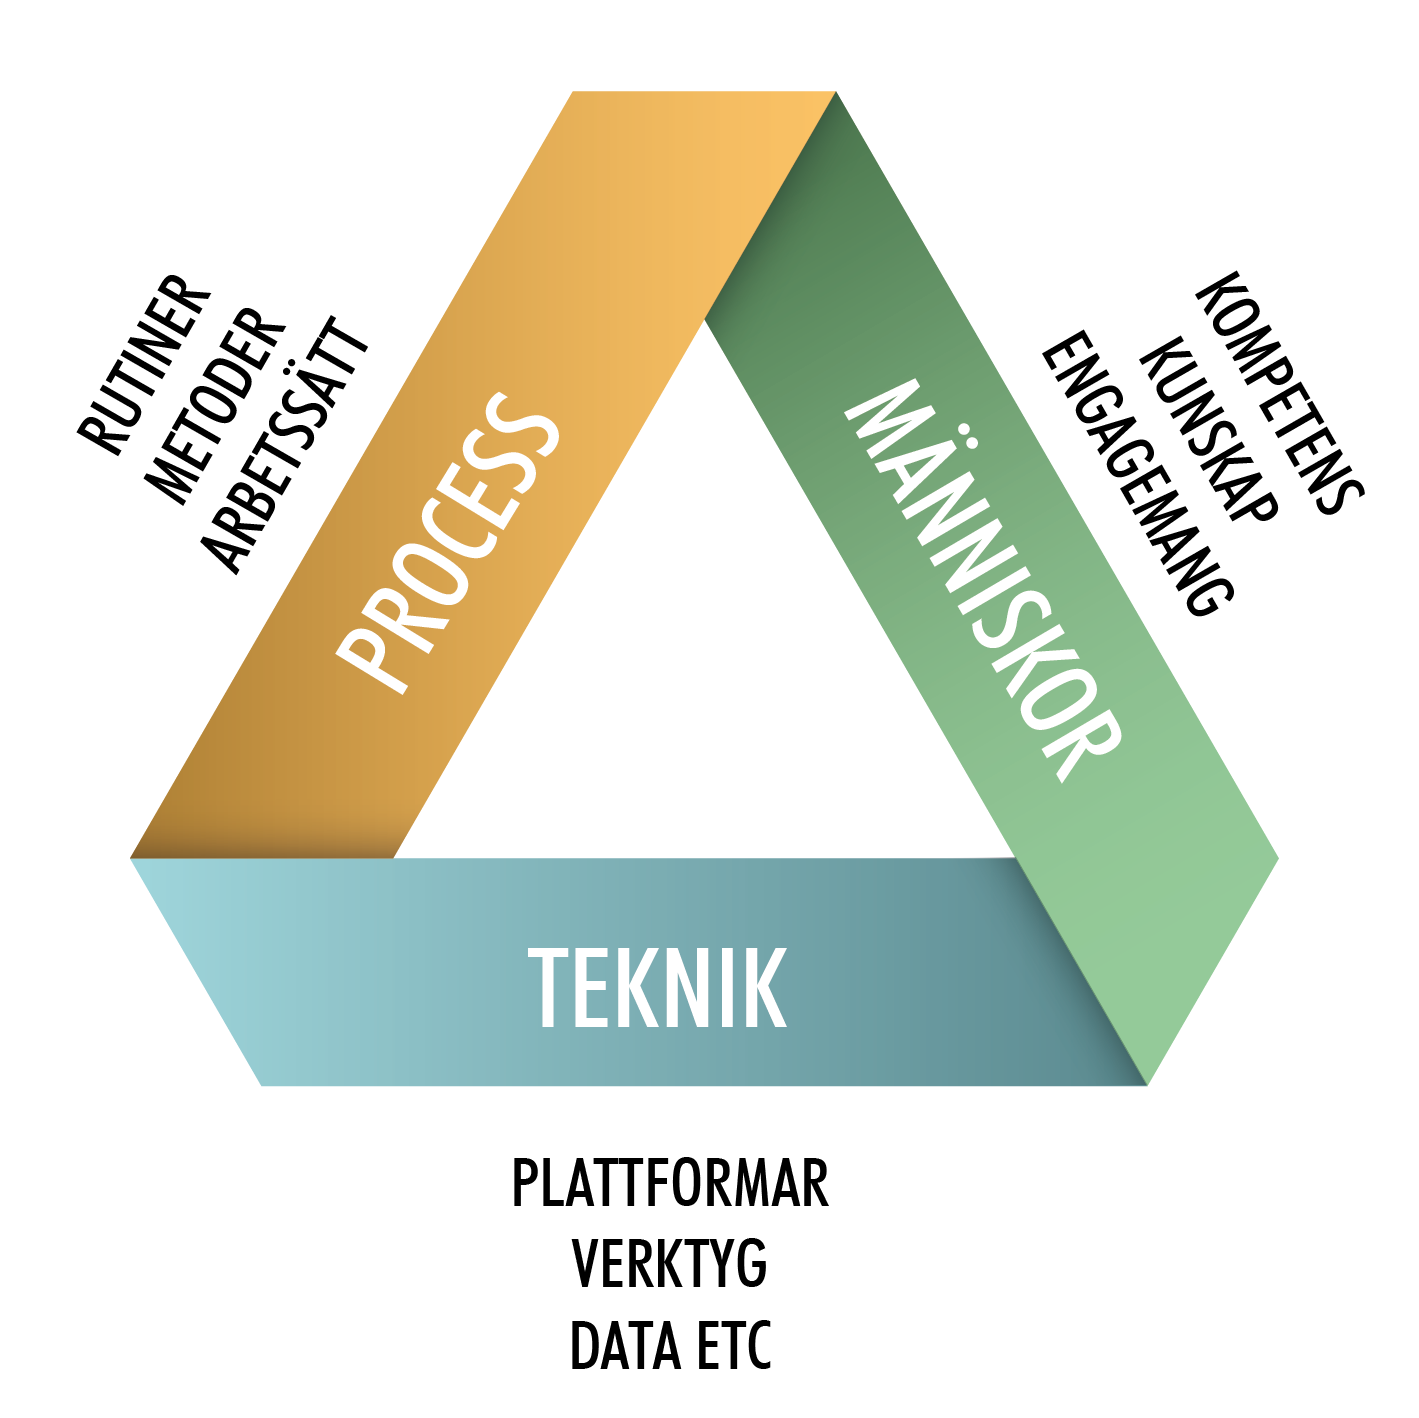 RUTINER
METODER
ARBETSSÄTT
PROCESS
KOMPETENS
KUNSKAP
ENGAGEMANG
MÄNNISKOR
TEKNIK
PLATTFORMAR
VERKTYG
DATA ETC